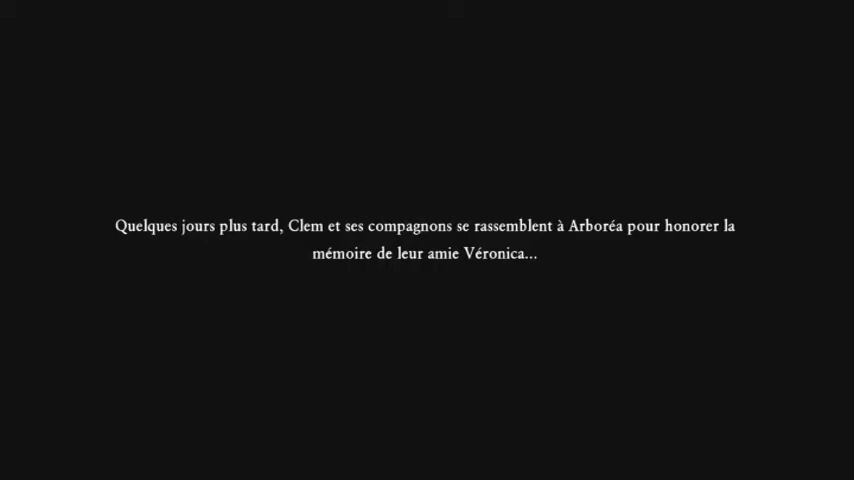 Quelques jours plus tard, Clem et ses compagnons se rassemblent à Arboréa pour honorer la
mémoire de leur amie Véronica...